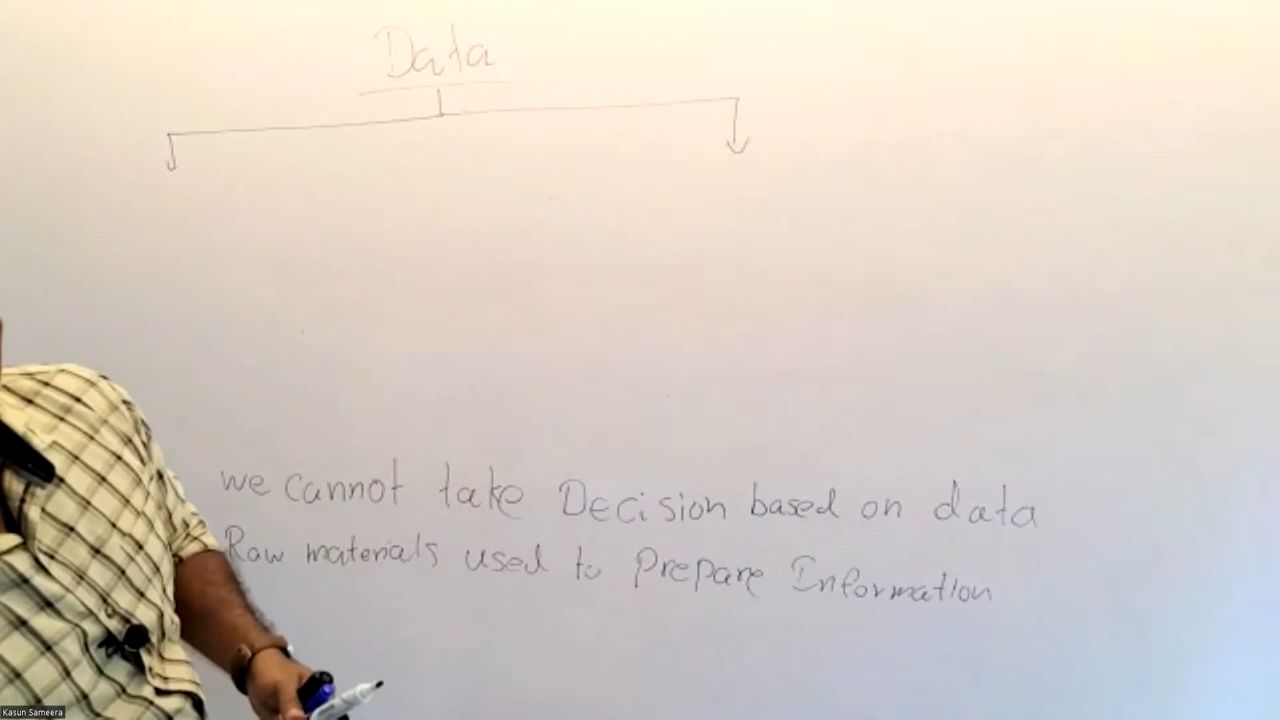 Data
we cannot take Decision based on data
Raw materials used to Prepare Information
Kasun Sameera